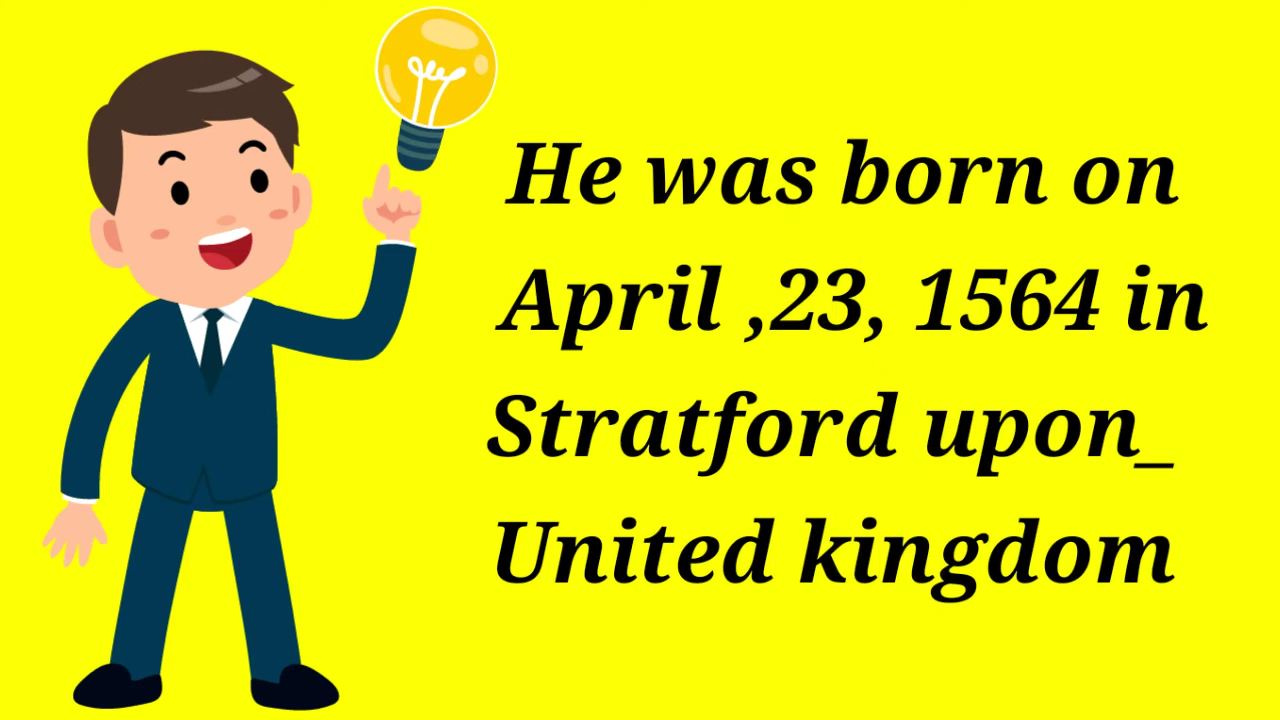 He was born on
April ,23, 1564 in
Stratford upon_
United kingdom